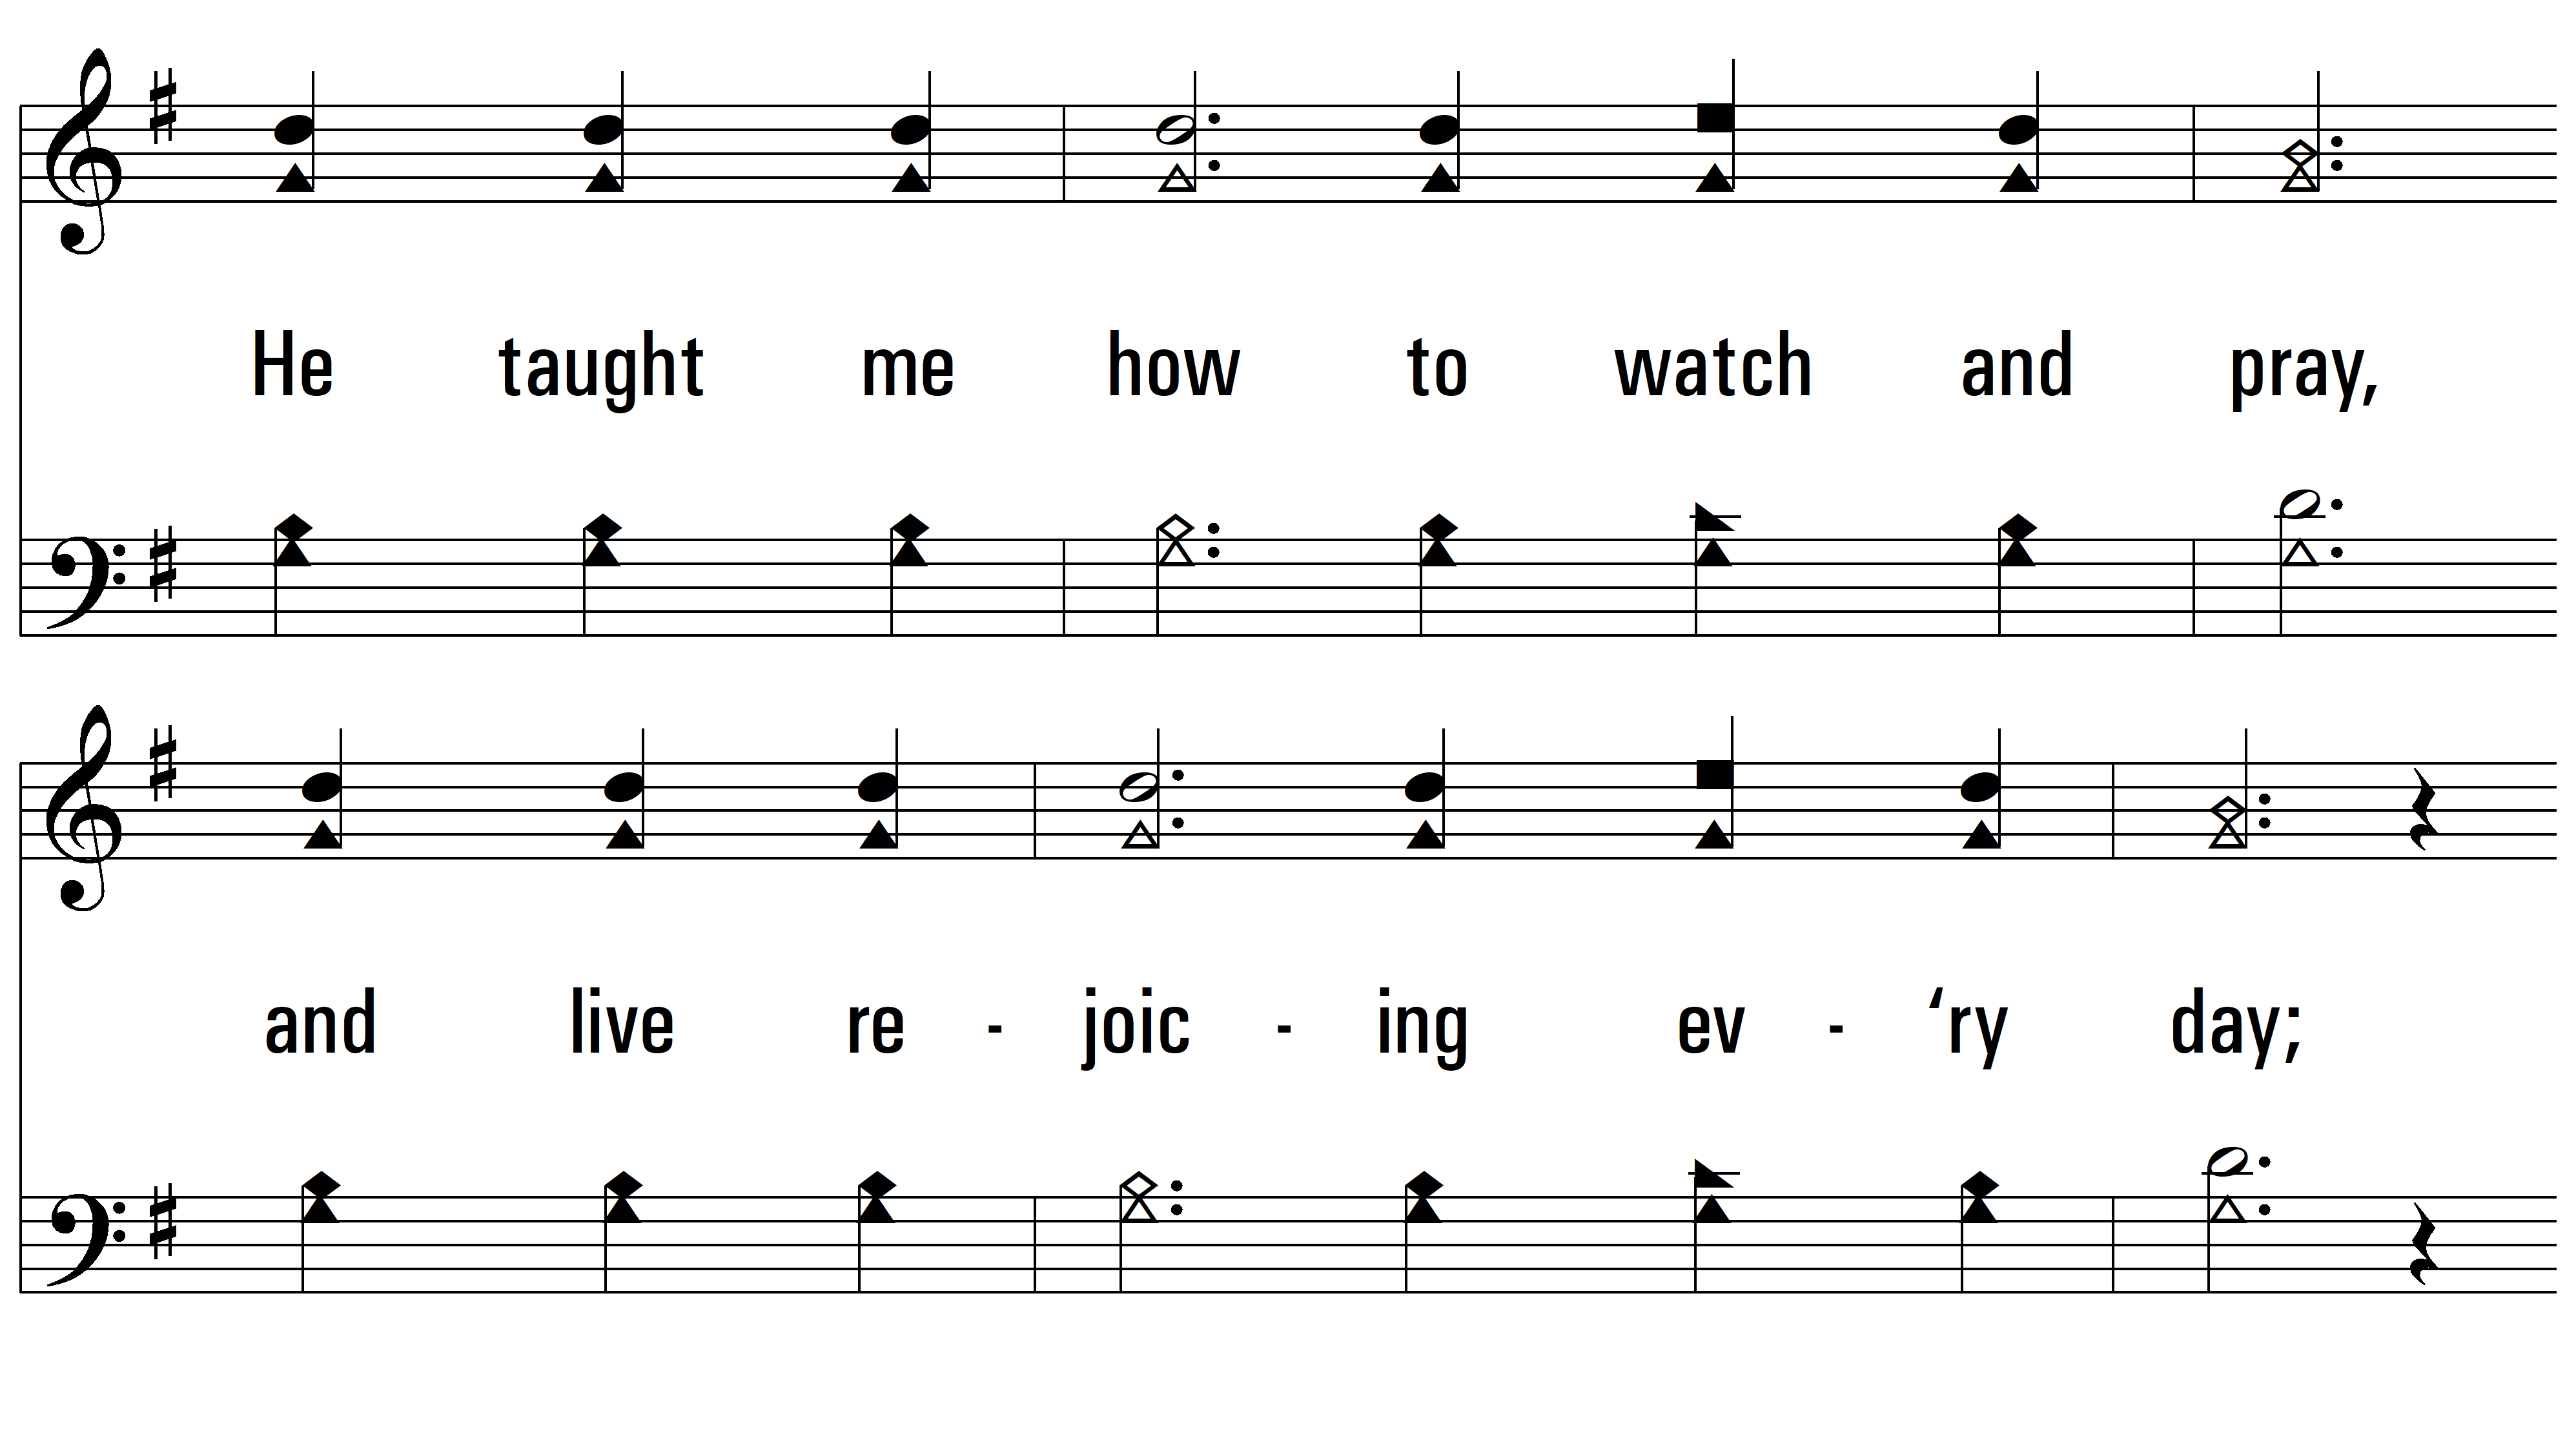 He taught me how to watch and pray,
and live re - joic - ing ev - ‘ry day;